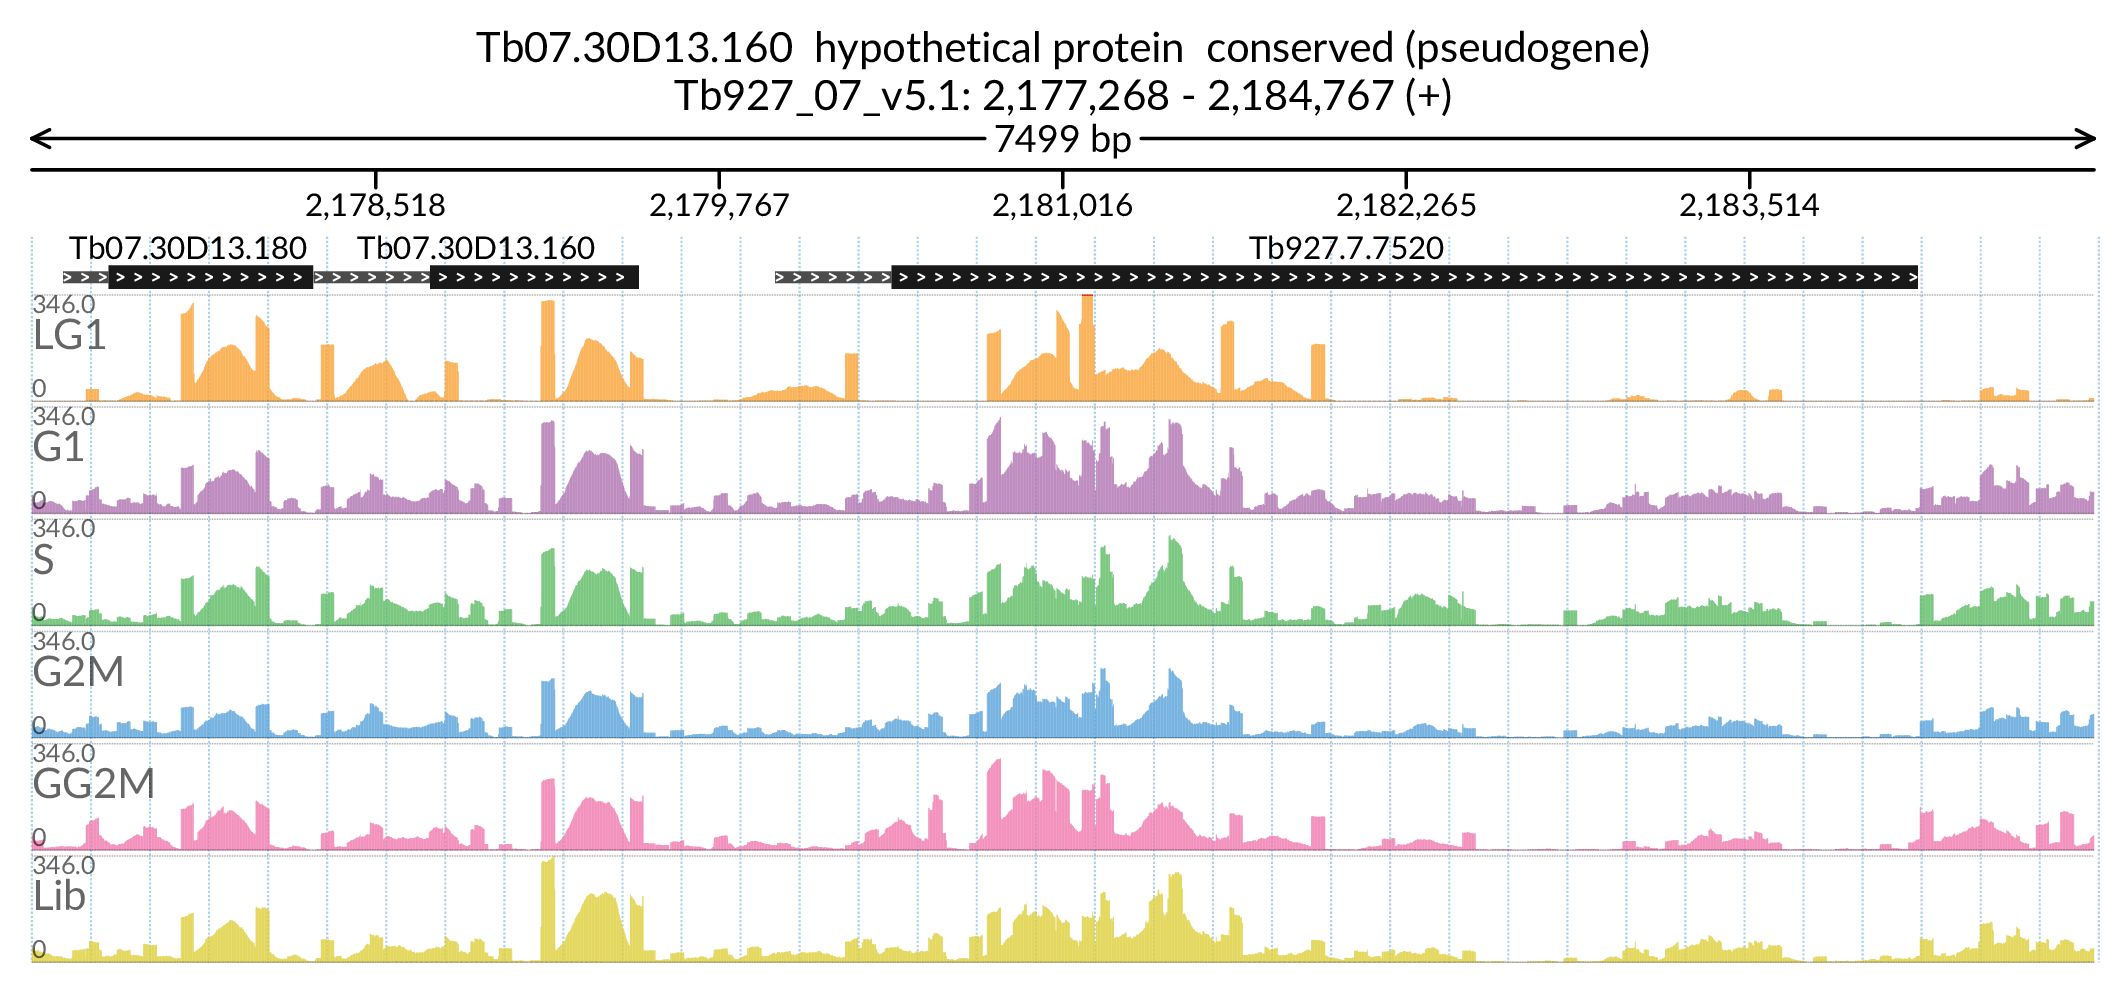 Tb07.30D13.160  hypothetical protein  conserved (pseudogene)
Tb927_07_v5.1: 2,177,268 - 2,184,767 (+)
7499 bp
2,178,518 2,179,767 2,181,016 2,182,265 2,183,514
Tb07.30D13.180 Tb07.30D13.160 Tb927.7.7520
346.0
LG1
0
346.0
G1
0
346.0
S
0
346.0
G2M
0
346.0
GG2M
0
346.0
Lib
0